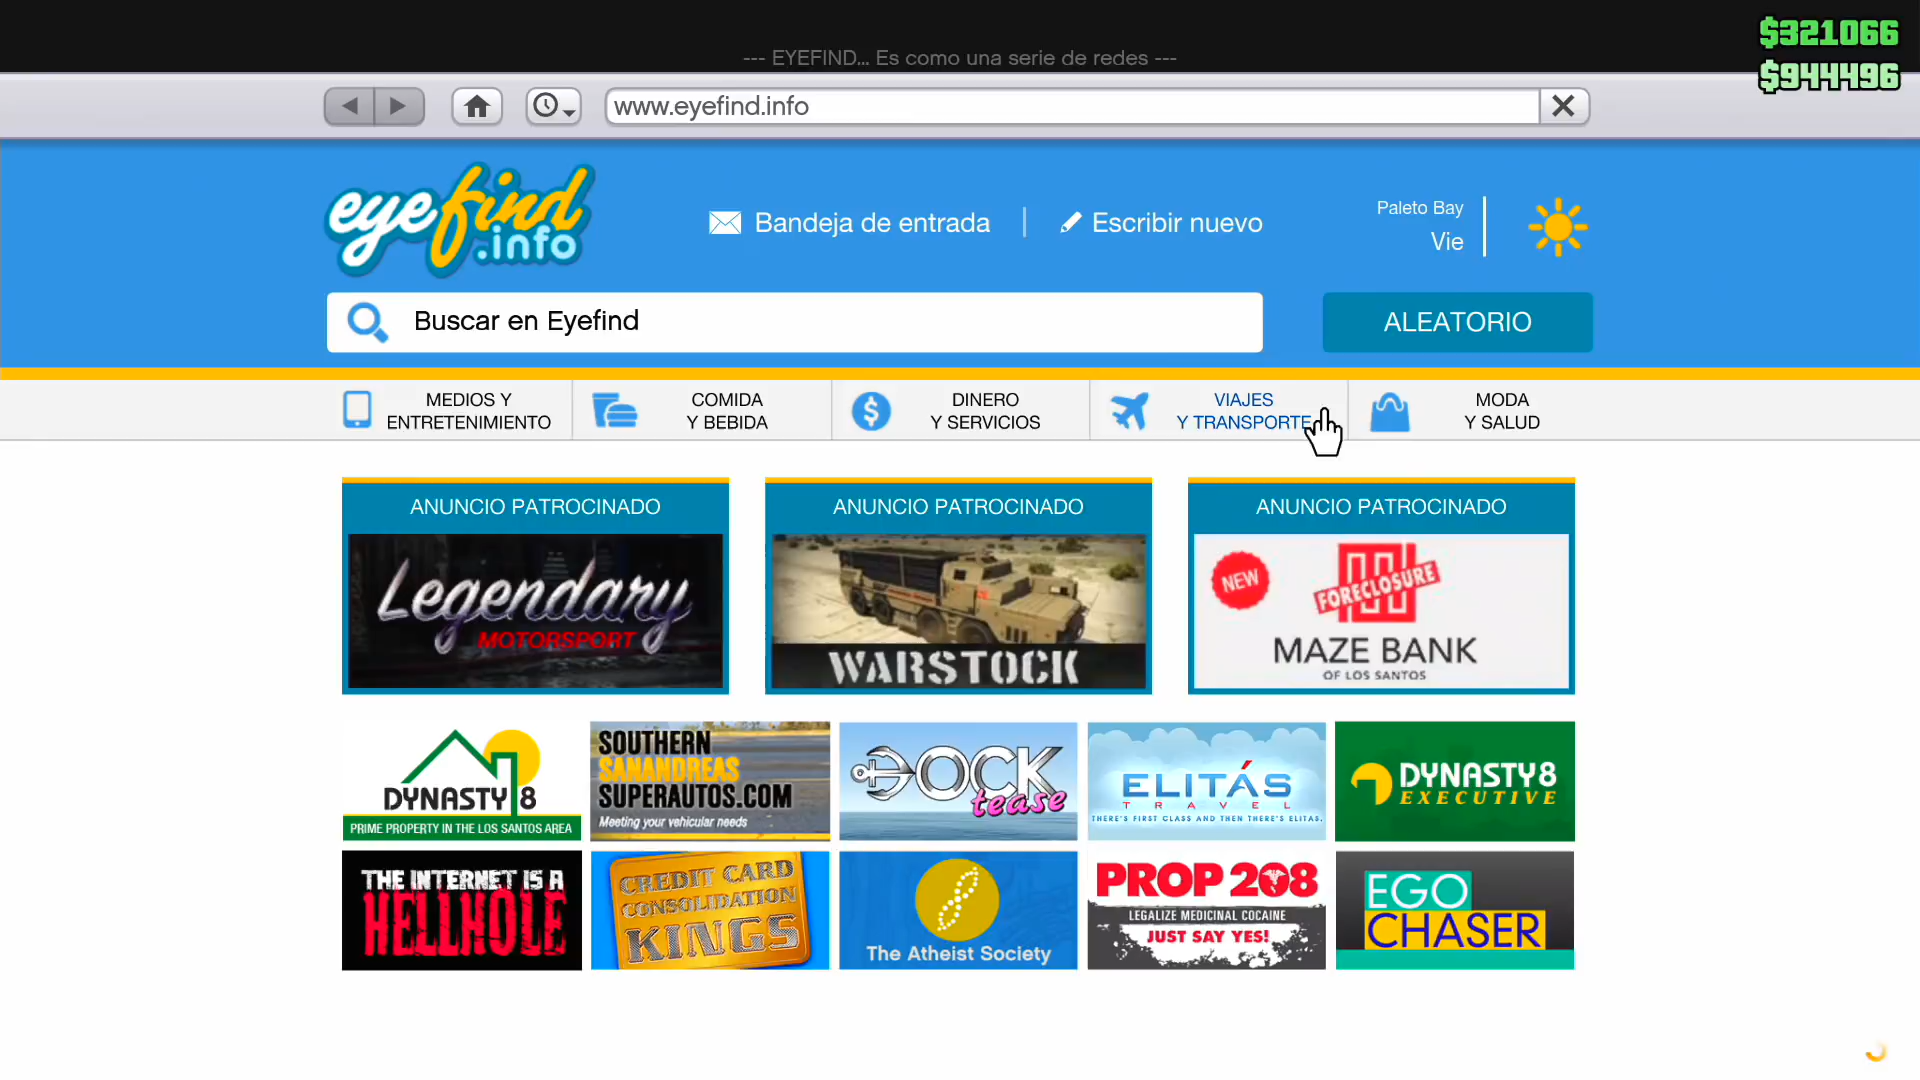 $321066
--- EYEFIND... Es como una serie de redes ---
$944496
www.eyefind.info
eyefind
.info
Bandeja de entrada
Escribir nuevo
Paleto Bay
Vie
Buscar en Eyefind
ALEATORIO
MEDIOS Y
ENTRETENIMIENTO
COMIDA
Y BEBIDA
DINERO
Y SERVICIOS
VIAJES
Y TRANSPORTE
MODA
Y SALUD
ANUNCIO PATROCINADO
Legendary
MOTORSPORT
ANUNCIO PATROCINADO
WARSTOCK
ANUNCIO PATROCINADO
NEW
FORECLOSURE
MAZE BANK
OF LOS SANTOS
DYNASTY 8
PRIME PROPERTY IN THE LOS SANTOS AREA
SOUTHERN
SANANDREAS
SUPERAUTOS.COM
Meeting your vehicular needs
DOCK
tease
ELITÁS
TRAVEL
THERE'S FIRST CLASS AND THEN THERE'S ELITAS.
DYNASTY8
EXECUTIVE
THE INTERNET IS A
HELLHOLE
CREDIT CARD
CONSOLIDATION
KINGS
The Atheist Society
PROP 208
LEGALIZE MEDICINAL COCAINE
JUST SAY YES!
EGO
CHASER